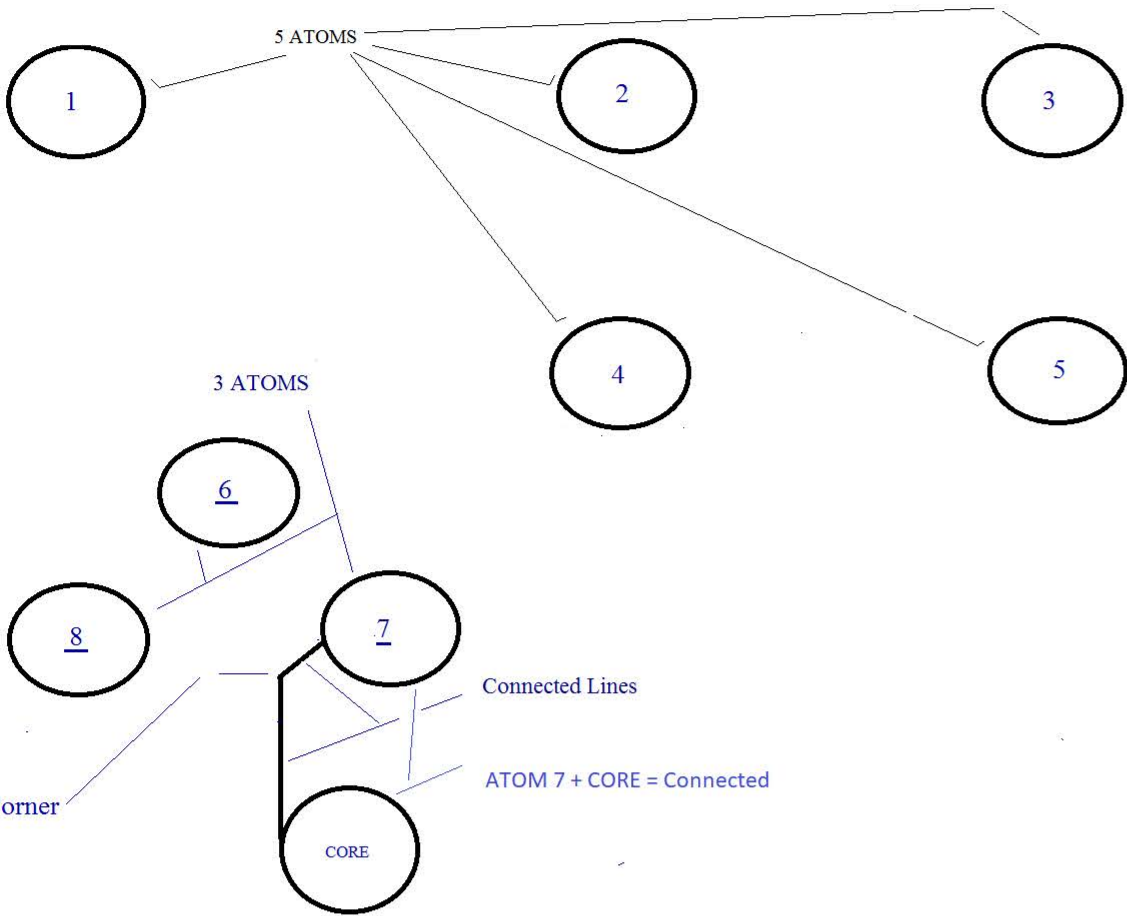 5 ATOMS
1
2
3
4
5
3 ATOMS
6
8
7
Connected Lines
ATOM 7 + CORE = Connected
orner
CORE